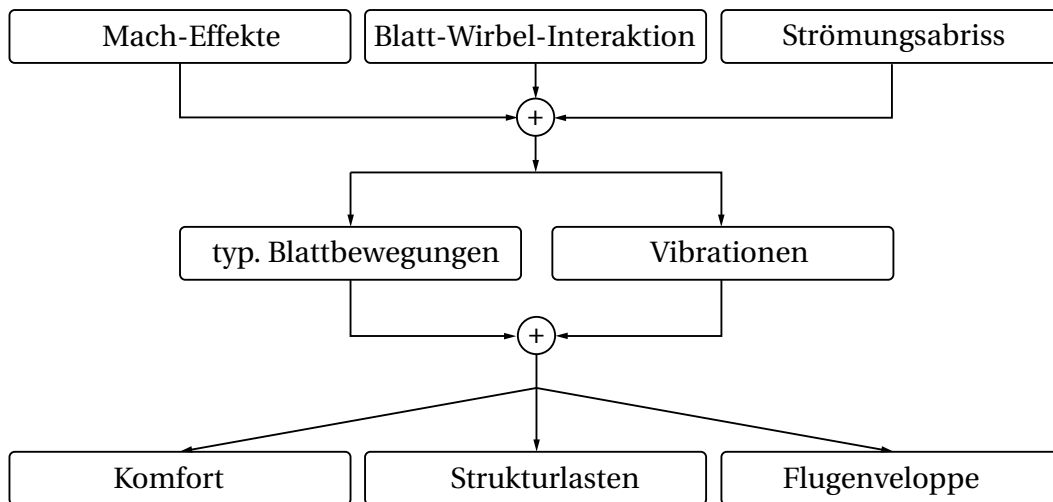 Mach-Effekte
Blatt-Wirbel-Interaktion
Strömungsabriss
+
typ. Blattbewegungen
Vibrationen
+
Komfort
Strukturlasten
Flugenveloppe